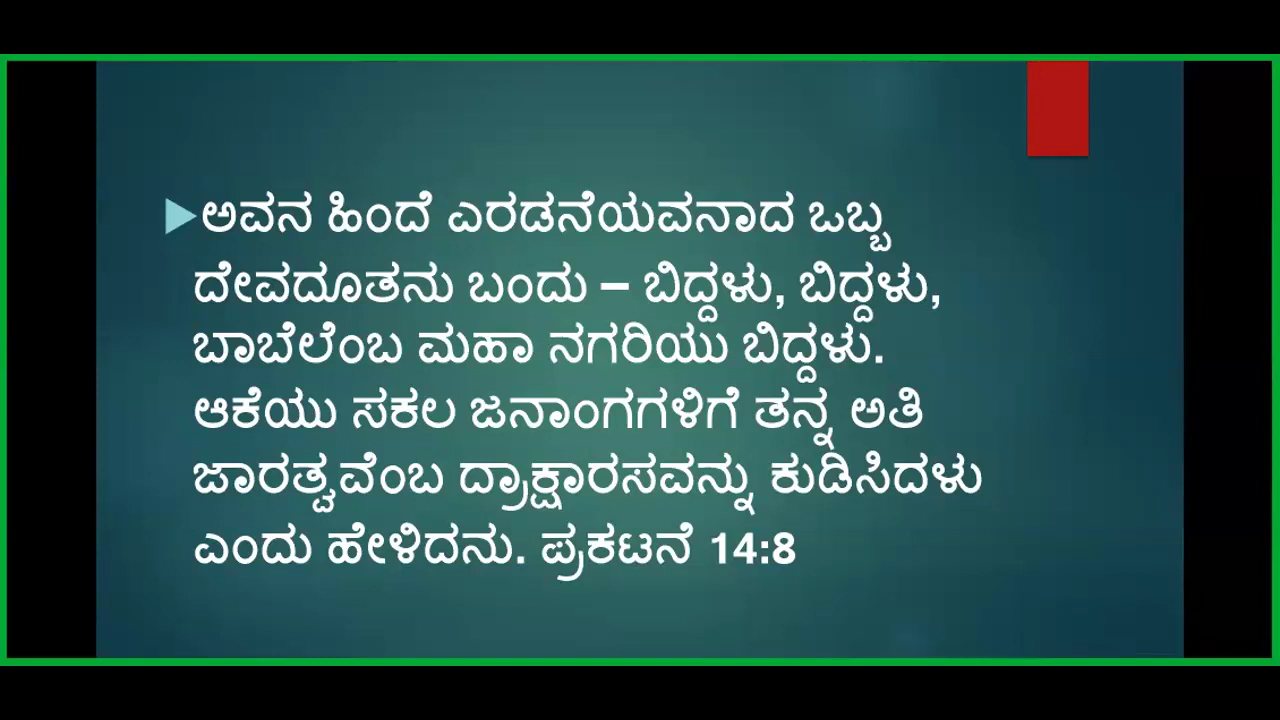 ಅವನ ಹಿಂದೆ ಎರಡನೆಯವನಾದ ಒಬ್ಬ
ದೇವದೂತನು ಬಂದು – ಬಿದ್ದಳು, ಬಿದ್ದಳು,
ಬಾಬೆಲೆಂಬ ಮಹಾ ನಗರಿಯು ಬಿದ್ದಳು.
ಆಕೆಯು ಸಕಲ ಜನಾಂಗಗಳಿಗೆ ತನ್ನ ಅತಿ
ಜಾರತ್ವವೆಂಬ ದ್ರಾಕ್ಷಾರಸವನ್ನು ಕುಡಿಸಿದಳು
ಎಂದು ಹೇಳಿದನು. ಪ್ರಕಟನೆ 14:8